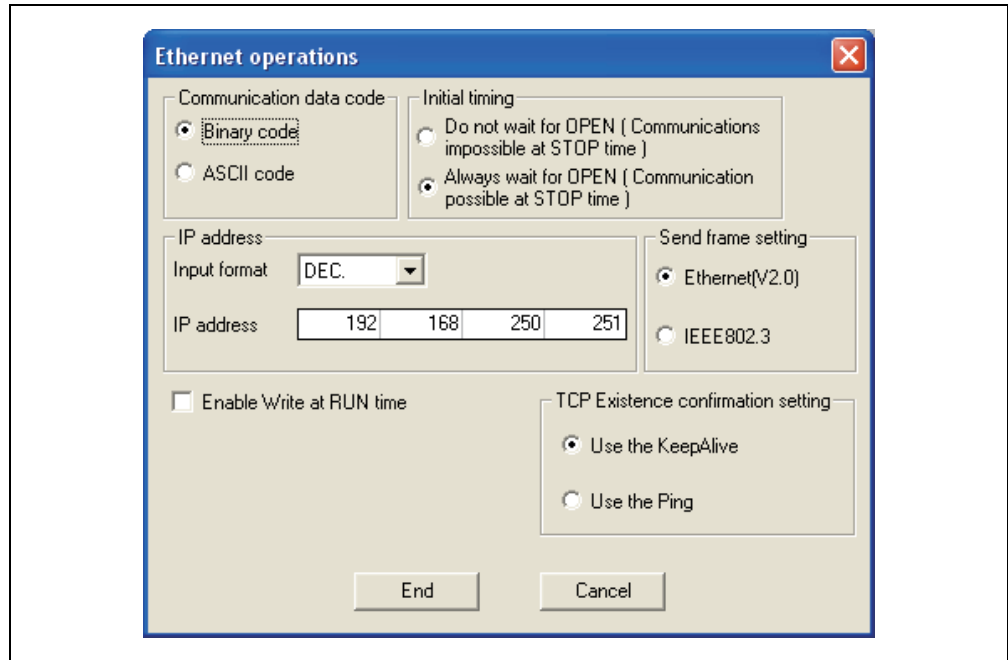 Ethernet operations
Communication data code
Binary code
ASCII code
Initial timing
Do not wait for OPEN ( Communications
impossible at STOP time )
Always wait for OPEN ( Communication
possible at STOP time )
IP address
Input format DEC.
IP address 192 168 250 251
Send frame setting
Ethernet(V2.0)
IEEE802.3
Enable Write at RUN time
TCP Existence confirmation setting
Use the KeepAlive
Use the Ping
End Cancel